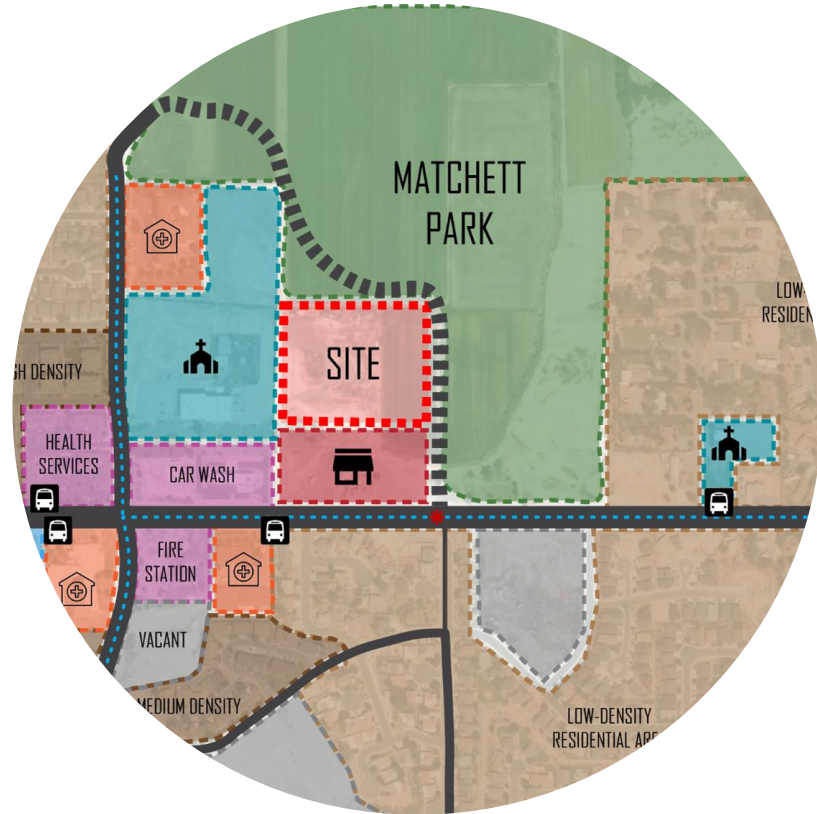 MATCHETT
PARK
LOW-
RESIDEN
SITE
GH DENSITY
HEALTH
SERVICES
CAR WASH
FIRE
STATION
VACANT
MEDIUM DENSITY
LOW-DENSITY
RESIDENTIAL ARE